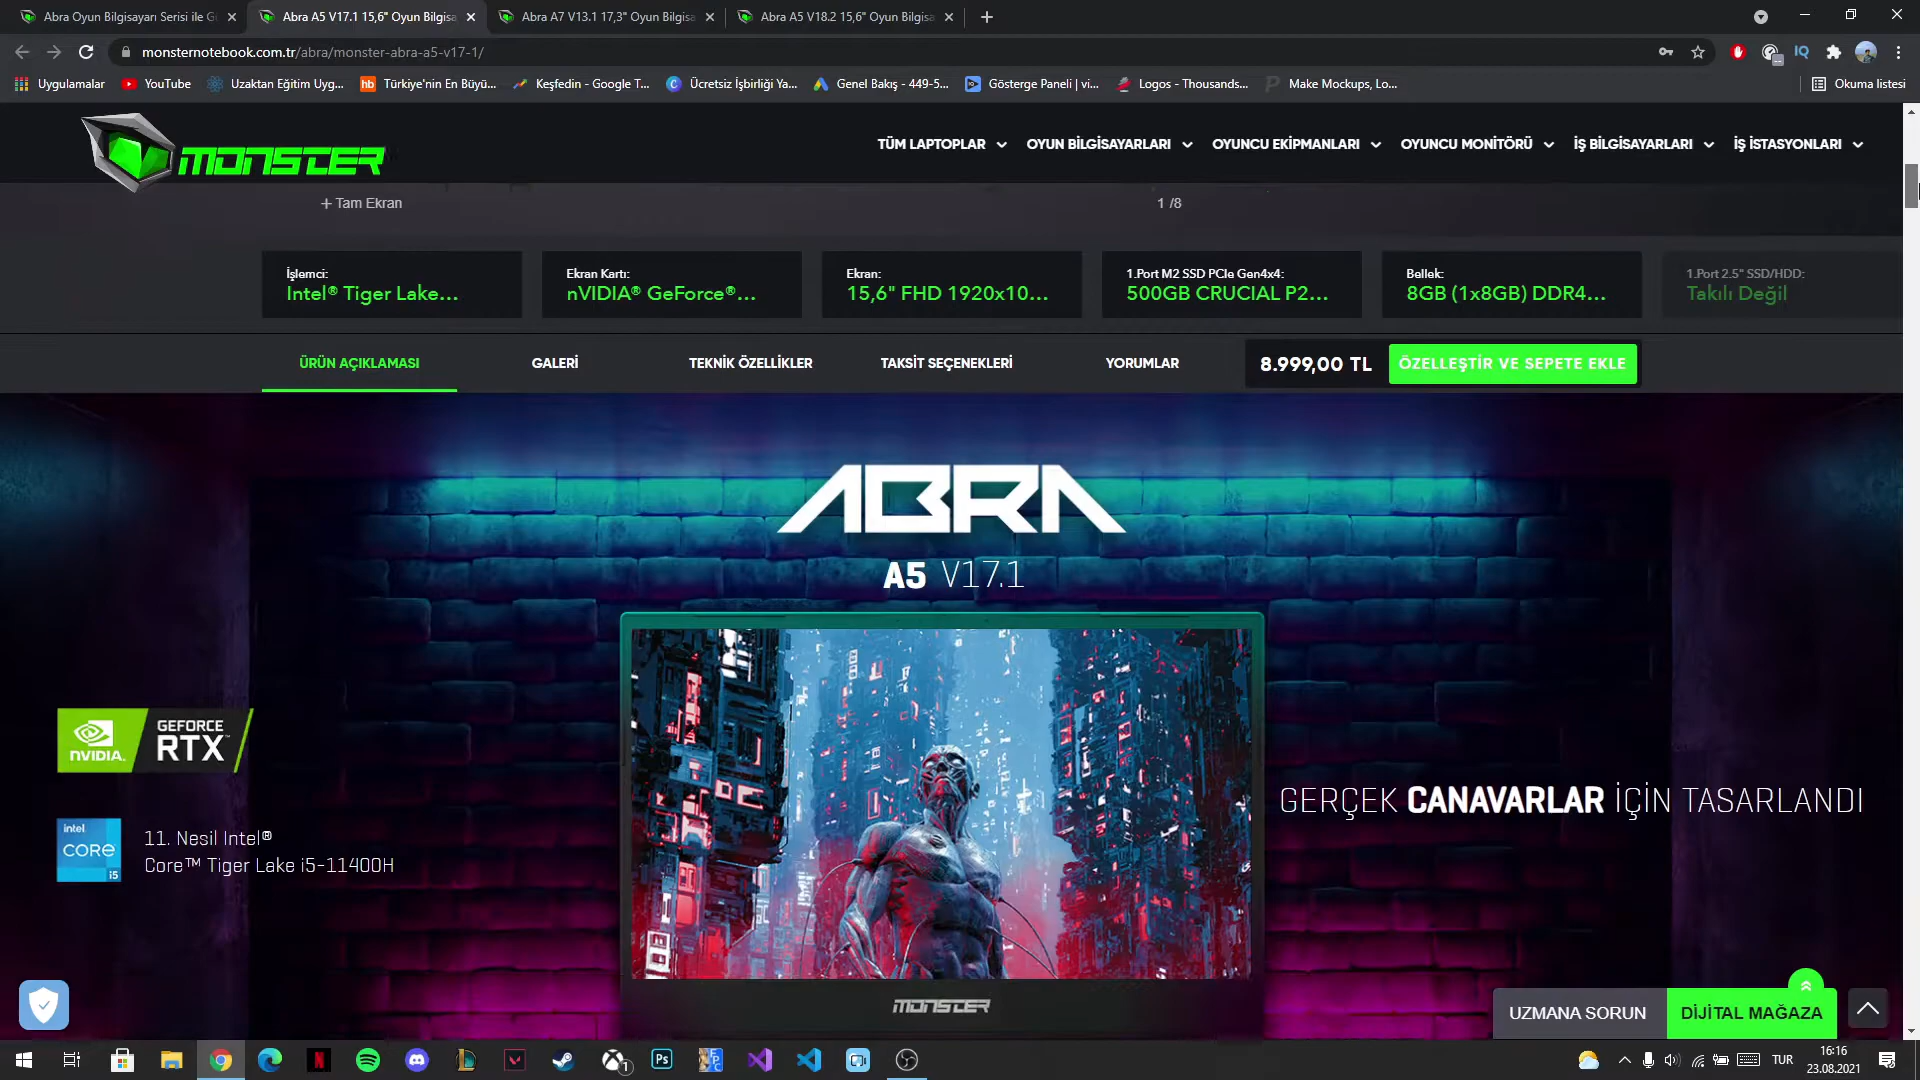 Abra Oyun Bilgisayarı Serisi ile G
Abra A5 V17.1 15,6" Oyun Bilgisa
Abra A7 V13.1 17,3" Oyun Bilgisa
Abra A5 V18.2 15,6" Oyun Bilgisa
monsternotebook.com.tr/abra/monster-abra-a5-v17-1/
Uygulamalar
YouTube
Uzaktan Eğitim Uyg...
hb
Türkiye'nin En Büyü...
Keşfedin - Google T...
Ücretsiz İşbirliği Ya...
Genel Bakış - 449-5...
Gösterge Paneli | vi...
Logos - Thousands...
Make Mockups, Lo...
Okuma listesi
MONSTER
TÜM LAPTOPLAR
OYUN BİLGİSAYARLARI
OYUNCU EKİPMANLARI
OYUNCU MONİTÖRÜ
İŞ BİLGİSAYARLARI
İŞ İSTASYONLARI
+ Tam Ekran
1 /8
İşlemci:
Intel® Tiger Lake...
Ekran Kartı:
nVIDIA® GeForce®...
Ekran:
15,6" FHD 1920x10...
1.Port M2 SSD PCIe Gen4x4:
500GB CRUCIAL P2...
Bellek:
8GB (1x8GB) DDR4...
1.Port 2.5" SSD/HDD:
Takılı Değil
ÜRÜN AÇIKLAMASI
GALERİ
TEKNİK ÖZELLİKLER
TAKSİT SEÇENEKLERİ
YORUMLAR
8.999,00 TL
ÖZELLEŞTİR VE SEPETE EKLE
ABRA
A5 V17.1
NVIDIA.
GEFORCE
RTX™
GERÇEK CANAVARLAR İÇİN TASARLANDI
intel
CORE
i5
11. Nesil Intel®
Core™ Tiger Lake i5-11400H
MONSTER
UZMANA SORUN
DİJİTAL MAĞAZA
TUR
16:16
23.08.2021